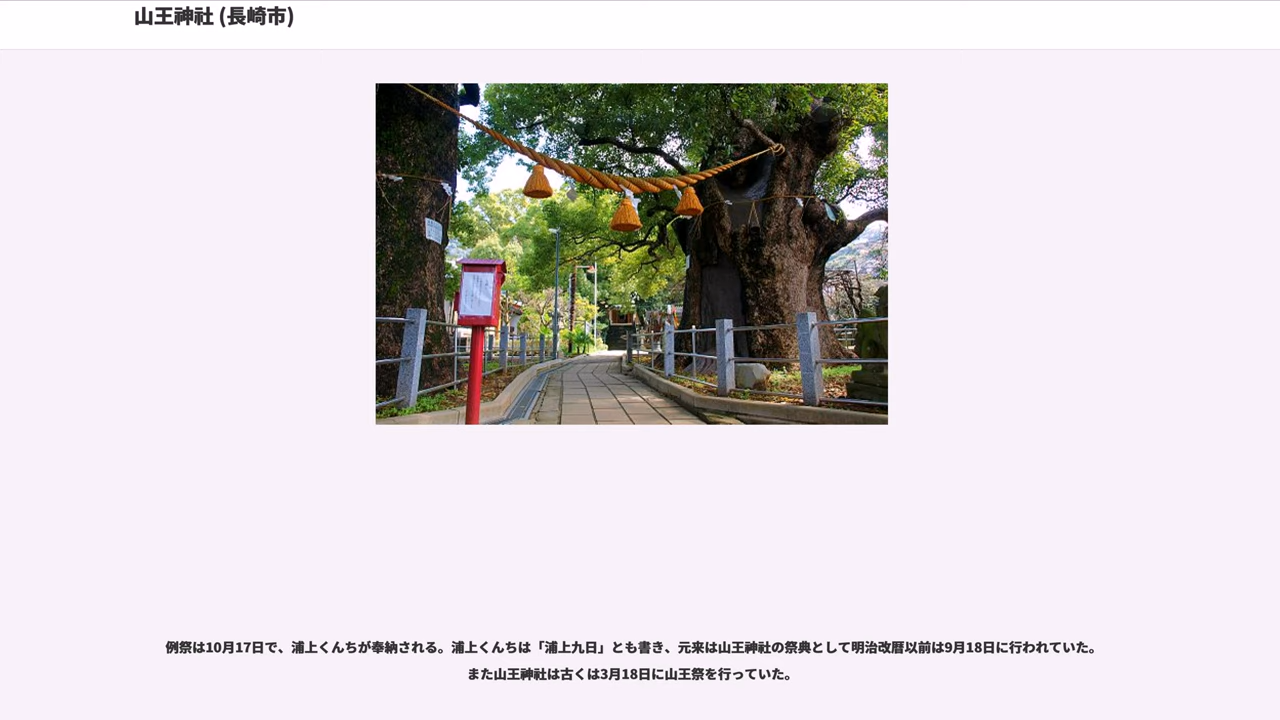 山王神社 (長崎市)
例祭は10月17日で、浦上くんちが奉納される。浦上くんちは「浦上九日」とも書き、元来は山王神社の祭典として明治改暦以前は9月18日に行われていた。
また山王神社は古くは3月18日に山王祭を行っていた。